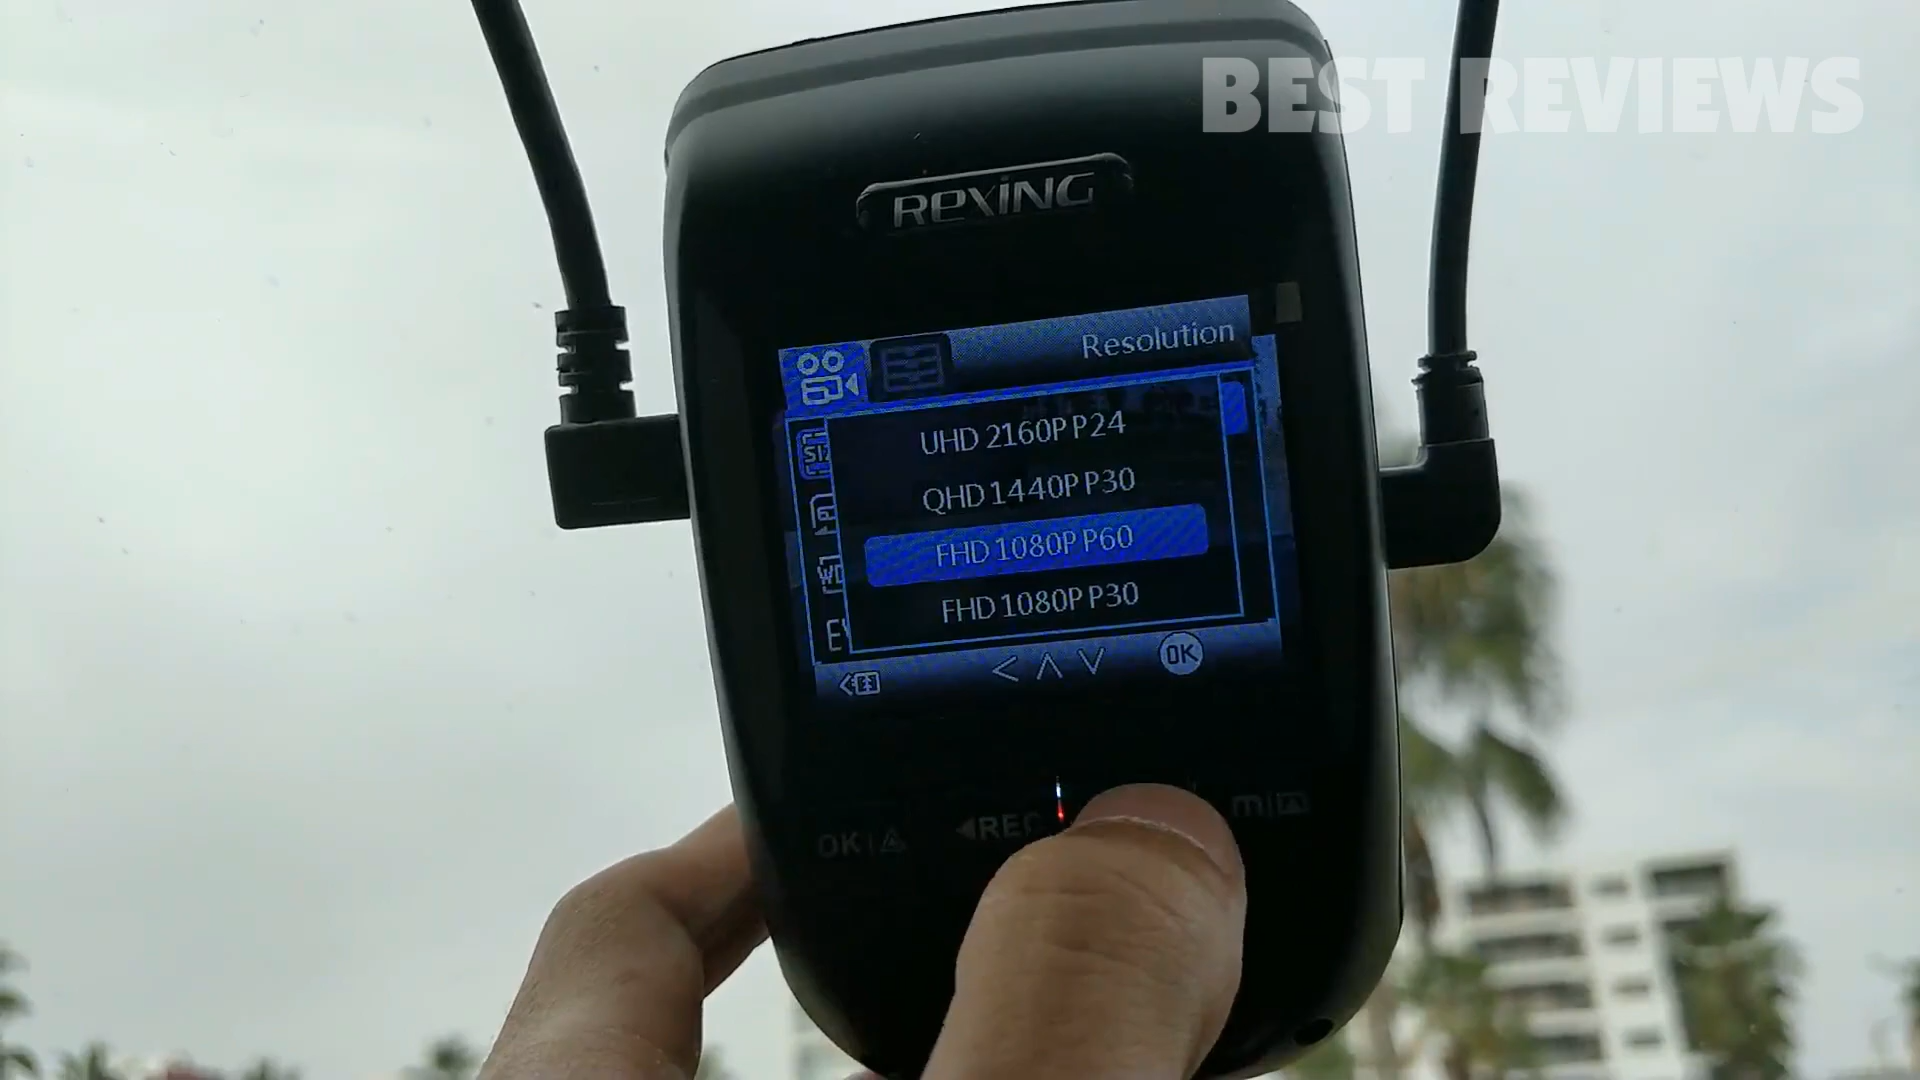 BEST REVIEWS
REXING
Resolution
UHD 2160P P24
QHD 1440P P30
FHD 1080P P60
FHD 1080P P30
OK
OK
◀REC